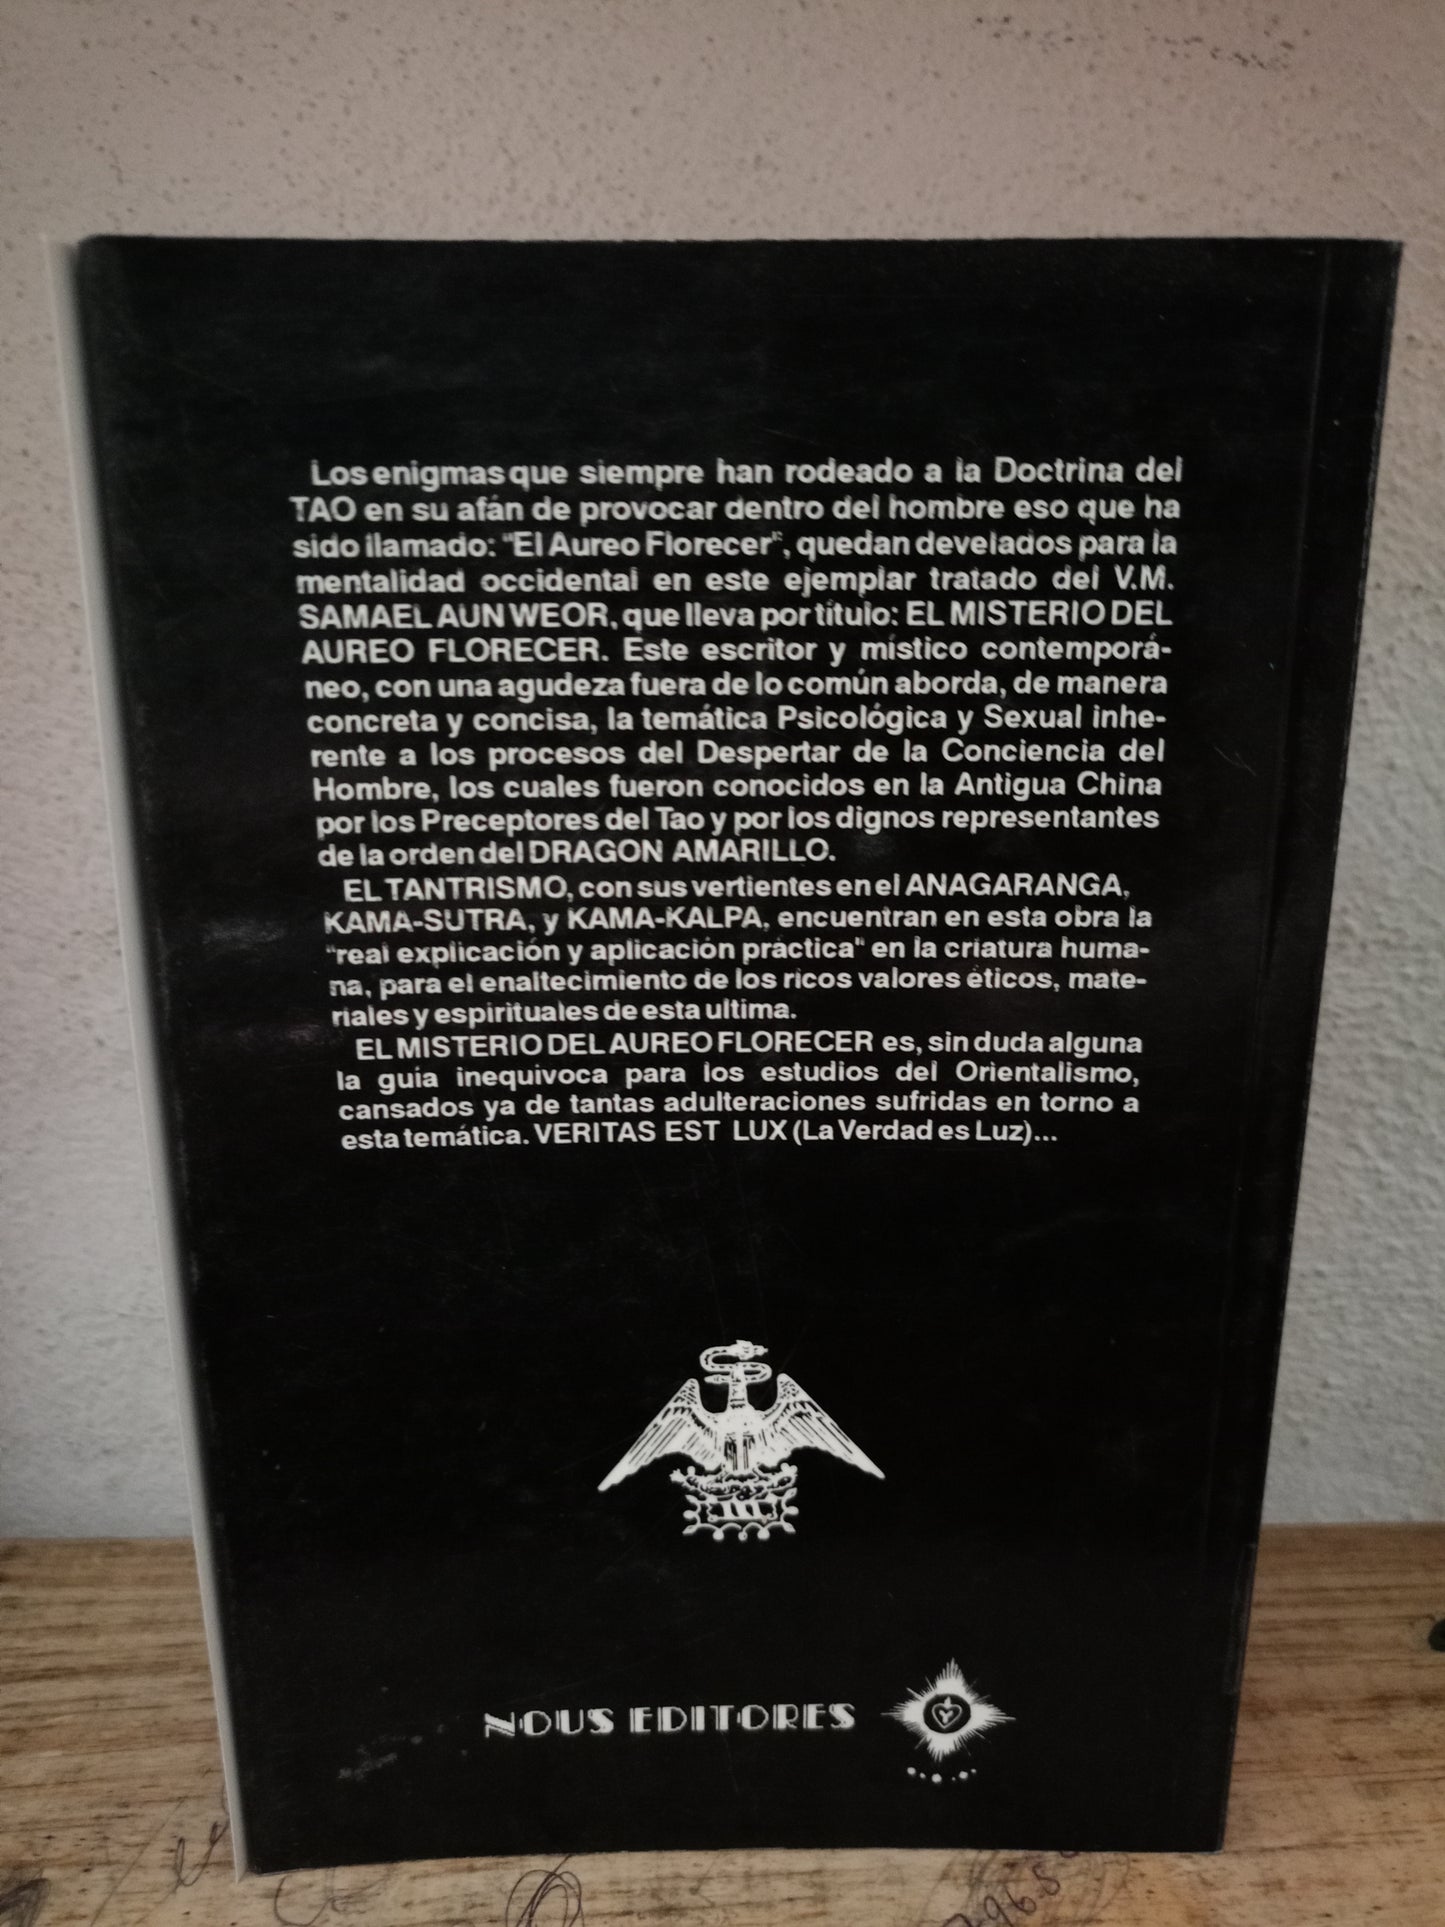 Los enigmas que siempre han rodeado a la Doctrina del
TAO en su afán de provocar dentro del hombre eso que ha
sido llamado: "El Aureo Florecer", quedan develados para la
mentalidad occidental en este ejemplar tratado del V.M.
SAMAEL AUN WEOR, que lleva por título: EL MISTERIO DEL
AUREO FLORECER. Este escritor y místico contemporá-
neo, con una agudeza fuera de lo común aborda, de manera
concreta y concisa, la temática Psicológica y Sexual inhe-
rente a los procesos del Despertar de la Conciencia del
Hombre, los cuales fueron conocidos en la Antigua China
por los Preceptores del Tao y por los dignos representantes
de la orden del DRAGON AMARILLO.
EL TANTRISMO, con sus vertientes en el ANAGARANGA,
KAMA-SUTRA, y KAMA-KALPA, encuentran en esta obra la
"real explicación y aplicación práctica" en la criatura huma-
na, para el enaltecimiento de los ricos valores éticos, mate-
riales y espirituales de esta ultima.
EL MISTERIO DEL AUREO FLORECER es, sin duda alguna
la guía inequivoca para los estudios del Orientalismo,
cansados ya de tantas adulteraciones sufridas en torno a
esta temática. VERITAS EST LUX (La Verdad es Luz)...
NOUS EDITORES